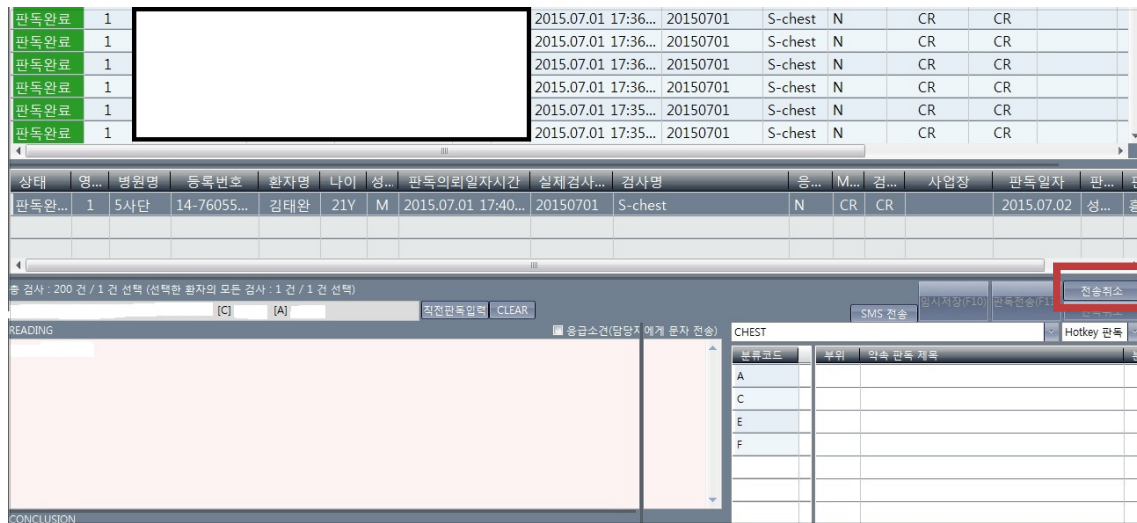 판독완료 1 2015.07.01 17:36... 20150701 S-chest N CR CR
판독완료 1 2015.07.01 17:36... 20150701 S-chest N CR CR
판독완료 1 2015.07.01 17:36... 20150701 S-chest N CR CR
판독완료 1 2015.07.01 17:36... 20150701 S-chest N CR CR
판독완료 1 2015.07.01 17:35... 20150701 S-chest N CR CR
판독완료 1 2015.07.01 17:35... 20150701 S-chest N CR CR
상태 영... 병원명 등록번호 환자명 나이 성... 판독의뢰일자시간 실제검사... 검사명 응... M... 검... 사업장 판독일자 판...
판독완... 1 5사단 14-76055... 김태완 21Y M 2015.07.01 17:40... 20150701 S-chest N CR CR 2015.07.02 성...
총 검사 : 200 건 / 1 건 선택 (선택한 환자의 모든 검사 : 1 건 / 1 건 선택) 전송취소
[C] [A] 직전판독입력 CLEAR SMS 전송 임시저장(F10) 판독전송(F1
READING 응급소견(담당자에게 문자 전송) CHEST Hotkey 판독
분류코드 부위 약속 판독 제목
A
C
E
F
CONCLUSION